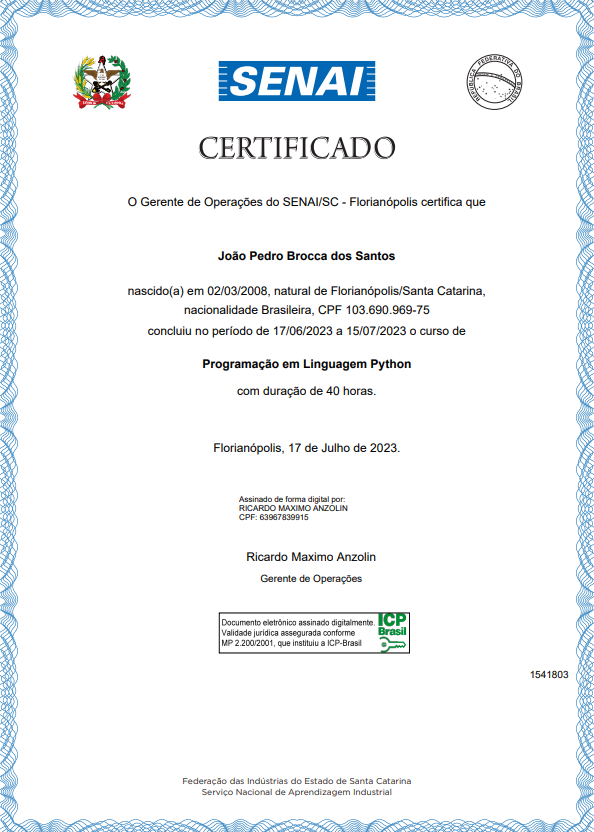 SENAI
REPÚBLICA FEDERATIVA DO BRASIL
CERTIFICADO
O Gerente de Operações do SENAI/SC - Florianópolis certifica que
João Pedro Brocca dos Santos
nascido(a) em 02/03/2008, natural de Florianópolis/Santa Catarina,
nacionalidade Brasileira, CPF 103.690.969-75
concluiu no período de 17/06/2023 a 15/07/2023 o curso de
Programação em Linguagem Python
com duração de 40 horas.
Florianópolis, 17 de Julho de 2023.
Assinado de forma digital por:
RICARDO MAXIMO ANZOLIN
CPF: 63967839915
Ricardo Maximo Anzolin
Gerente de Operações
Documento eletrônico assinado digitalmente.
Validade jurídica assegurada conforme
MP 2.200/2001, que instituiu a ICP-Brasil
ICP
Brasil
1541803
Federação das Indústrias do Estado de Santa Catarina
Serviço Nacional de Aprendizagem Industrial